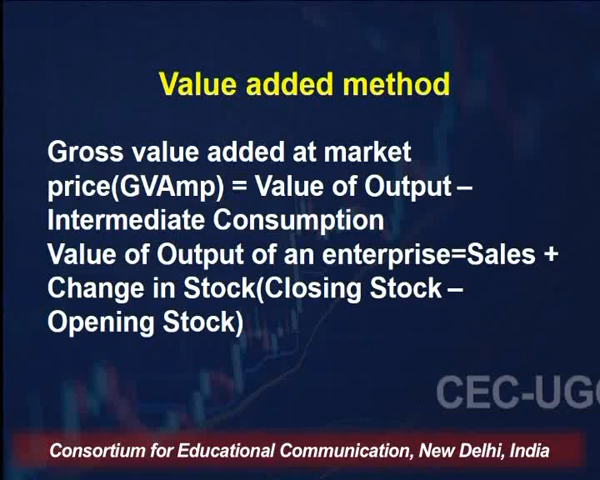 Value added method
Gross value added at market
price(GVAmp) = Value of Output –
Intermediate Consumption
Value of Output of an enterprise=Sales +
Change in Stock(Closing Stock –
Opening Stock)
CEC-UG
Consortium for Educational Communication, New Delhi, India